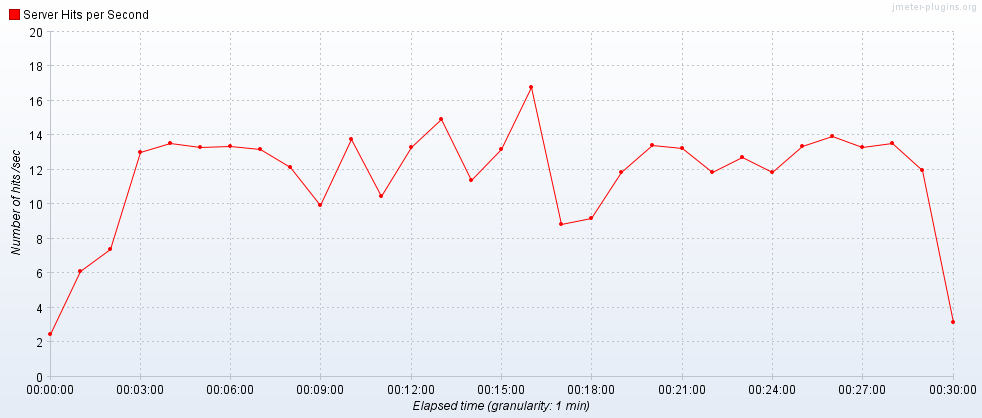 Server Hits per Second
jmeter-plugins.org
20
18
16
14
12
10
8
6
4
2
0
Number of hits /sec
00:00:00 00:03:00 00:06:00 00:09:00 00:12:00 00:15:00 00:18:00 00:21:00 00:24:00 00:27:00 00:30:00
Elapsed time (granularity: 1 min)